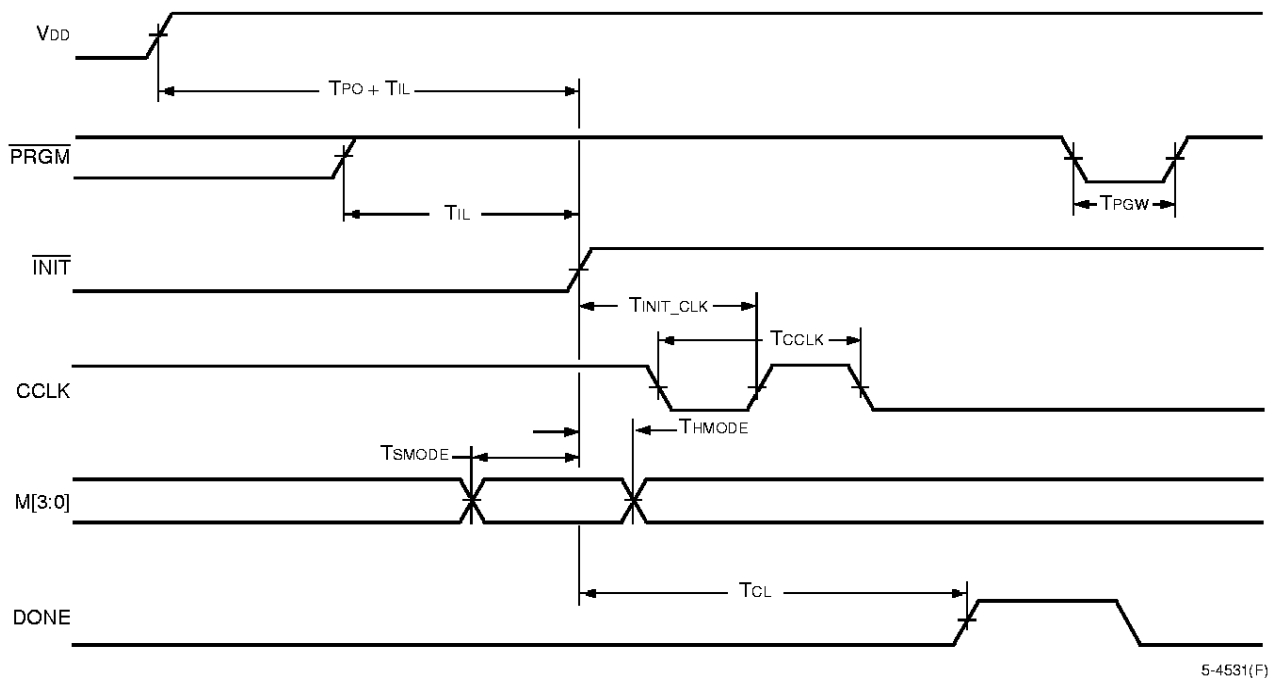 VDD
TPO + TIL
PRGM
TIL
TPGW
INIT
TINIT_CLK
TCCLK
CCLK
THMODE
TSMODE
M[3:0]
TCL
DONE
5-4531(F)